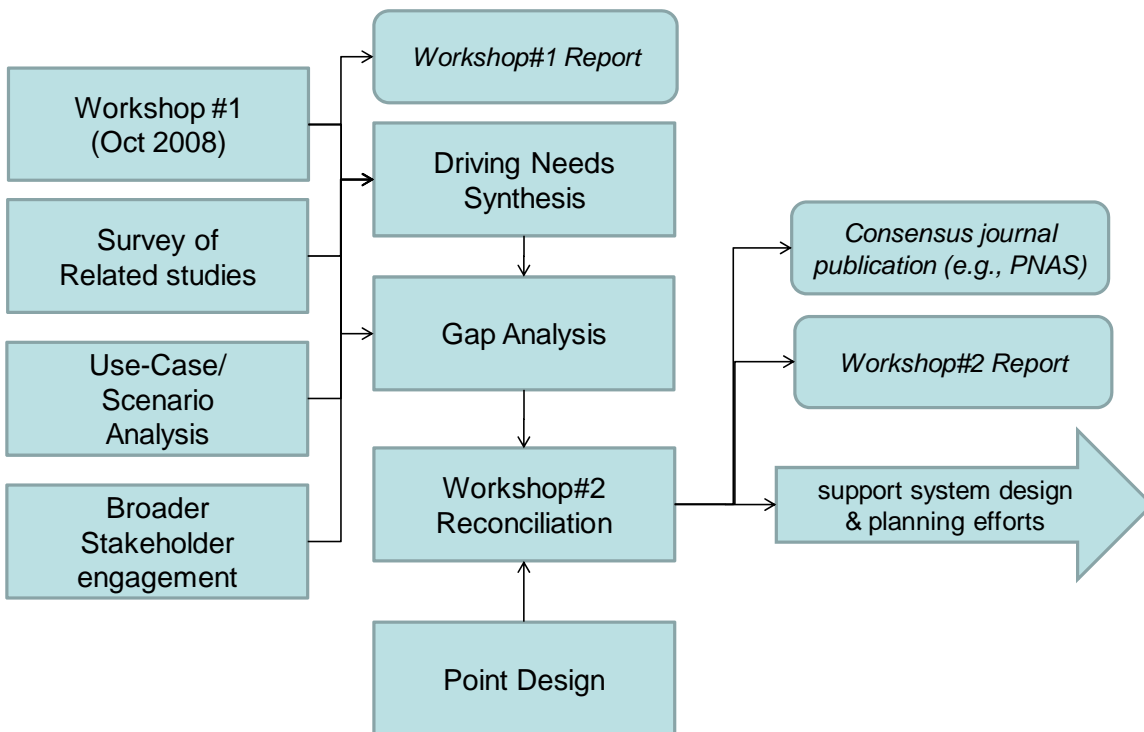 Workshop#1 Report
Workshop #1
(Oct 2008)
Driving Needs
Synthesis
Survey of
Related studies
Consensus journal
publication (e.g., PNAS)
Gap Analysis
Workshop#2 Report
Use-Case/
Scenario
Analysis
Workshop#2
Reconciliation
support system design
& planning efforts
Broader
Stakeholder
engagement
Point Design